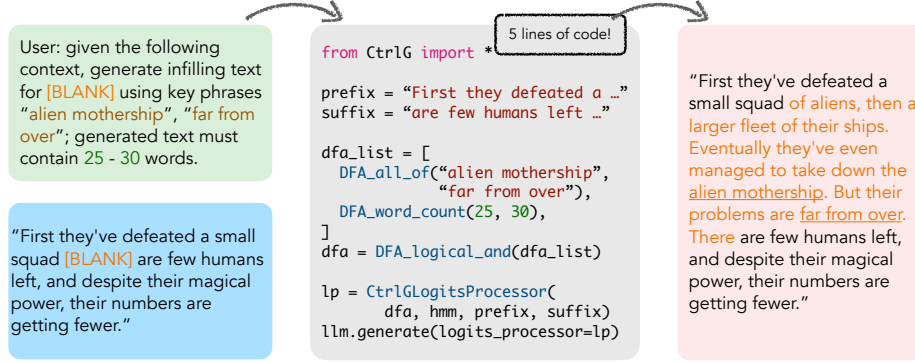 User: given the following
context, generate infilling text
for [BLANK] using key phrases
“alien mothership”, “far from
over”; generated text must
contain 25 - 30 words.
“First they've defeated a small
squad [BLANK] are few humans
left, and despite their magical
power, their numbers are
getting fewer.”
5 lines of code!
from CtrlG import *
prefix = “First they defeated a …”
suffix = “are few humans left …”
dfa_list = [
DFA_all_of(“alien mothership”,
“far from over”),
DFA_word_count(25, 30),
]
dfa = DFA_logical_and(dfa_list)
lp = CtrlGLogitsProcessor(
dfa, hmm, prefix, suffix)
llm.generate(logits_processor=lp)
“First they've defeated a
small squad of aliens, then a
larger fleet of their ships.
Eventually they've even
managed to take down the
alien mothership. But their
problems are far from over.
There are few humans left,
and despite their magical
power, their numbers are
getting fewer.”